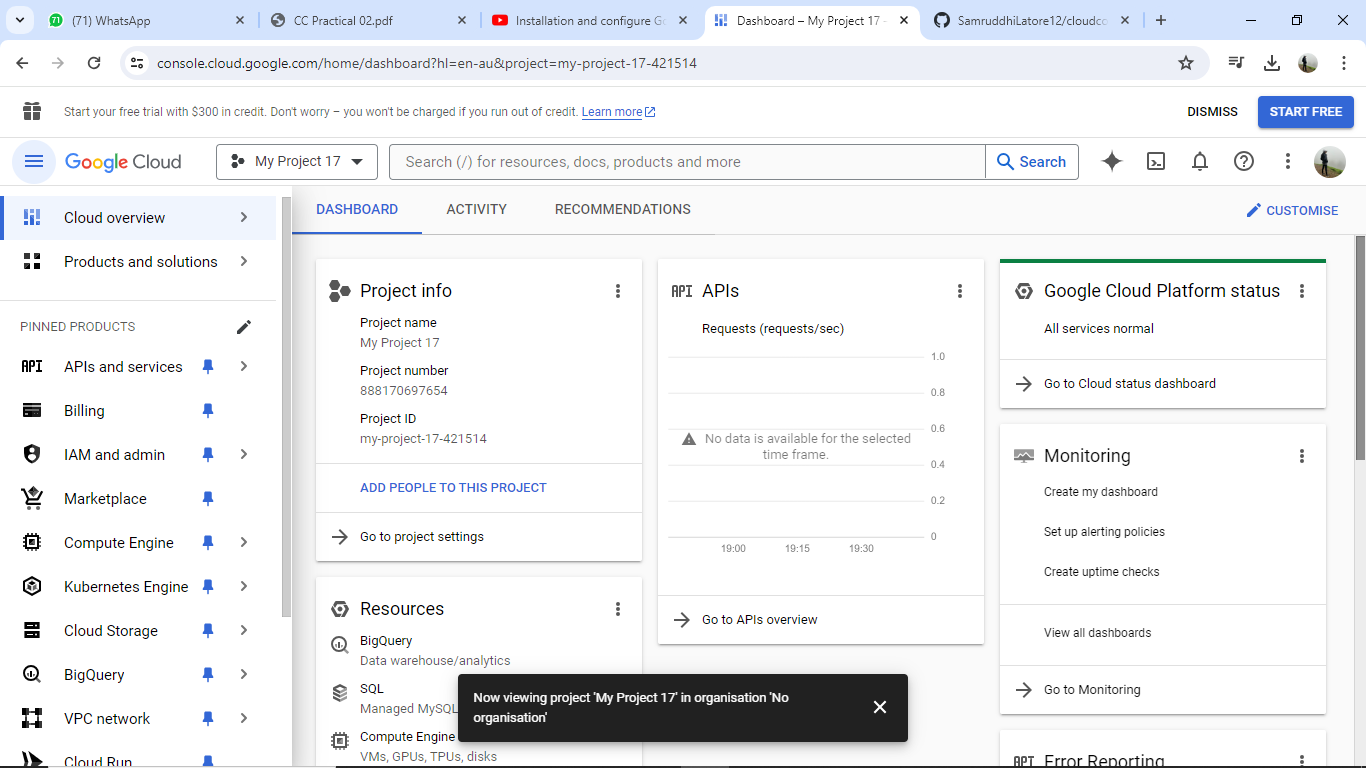 (71) WhatsApp
CC Practical 02.pdf
Installation and configure Go
Dashboard – My Project 17 -
SamruddhiLatore12/cloudco
console.cloud.google.com/home/dashboard?hl=en-au&project=my-project-17-421514
Start your free trial with $300 in credit. Don't worry – you won't be charged if you run out of credit. Learn more
DISMISS
START FREE
Google Cloud
My Project 17
Search (/) for resources, docs, products and more
Search
Cloud overview
Products and solutions
PINNED PRODUCTS
APIs and services
Billing
IAM and admin
Marketplace
Compute Engine
Kubernetes Engine
Cloud Storage
BigQuery
VPC network
Cloud Run
DASHBOARD
ACTIVITY
RECOMMENDATIONS
CUSTOMISE
Project info
Project name
My Project 17
Project number
888170697654
Project ID
my-project-17-421514
ADD PEOPLE TO THIS PROJECT
Go to project settings
Resources
BigQuery
Data warehouse/analytics
SQL
Managed MySQL
Compute Engine
VMs, GPUs, TPUs, disks
API APIs
Requests (requests/sec)
1.0
0.8
0.6
0.4
0.2
0
No data is available for the selected
time frame.
19:00
19:15
19:30
Go to APIs overview
Google Cloud Platform status
All services normal
Go to Cloud status dashboard
Monitoring
Create my dashboard
Set up alerting policies
Create uptime checks
View all dashboards
Go to Monitoring
API Error Reporting
Now viewing project 'My Project 17' in organisation 'No
organisation'